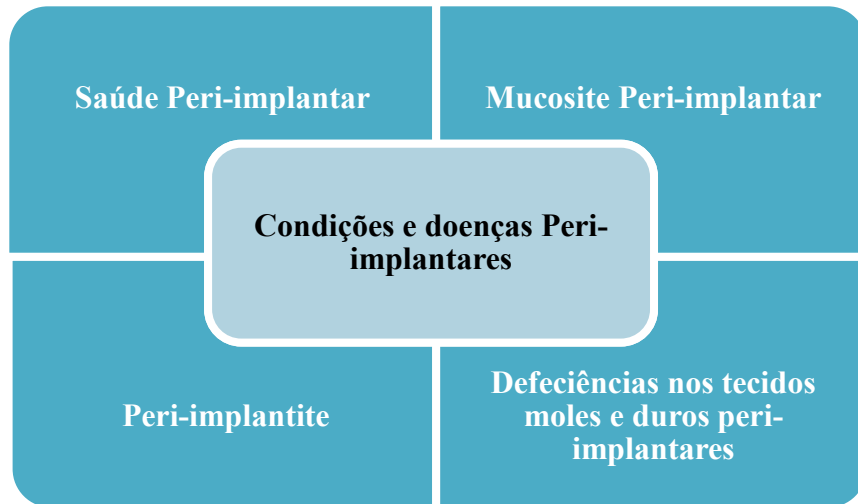 Saúde Peri-implantar
Mucosite Peri-implantar
Condições e doenças Peri-
implantares
Peri-implantite
Defeciências nos tecidos
moles e duros peri-
implantares